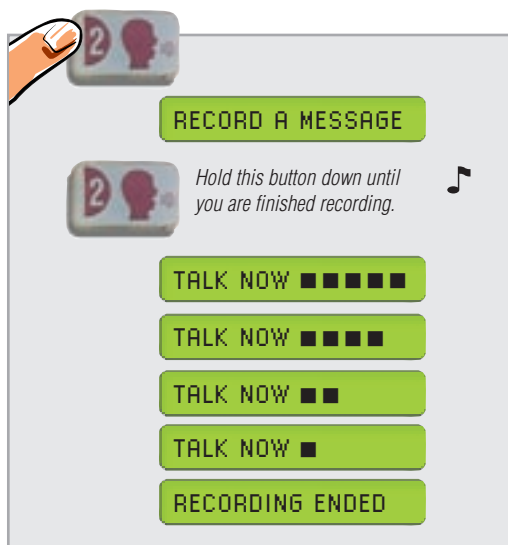 2
RECORD A MESSAGE
2
Hold this button down until
you are finished recording.
TALK NOW ■■■■■
TALK NOW ■■■■
TALK NOW ■■
TALK NOW ■
RECORDING ENDED